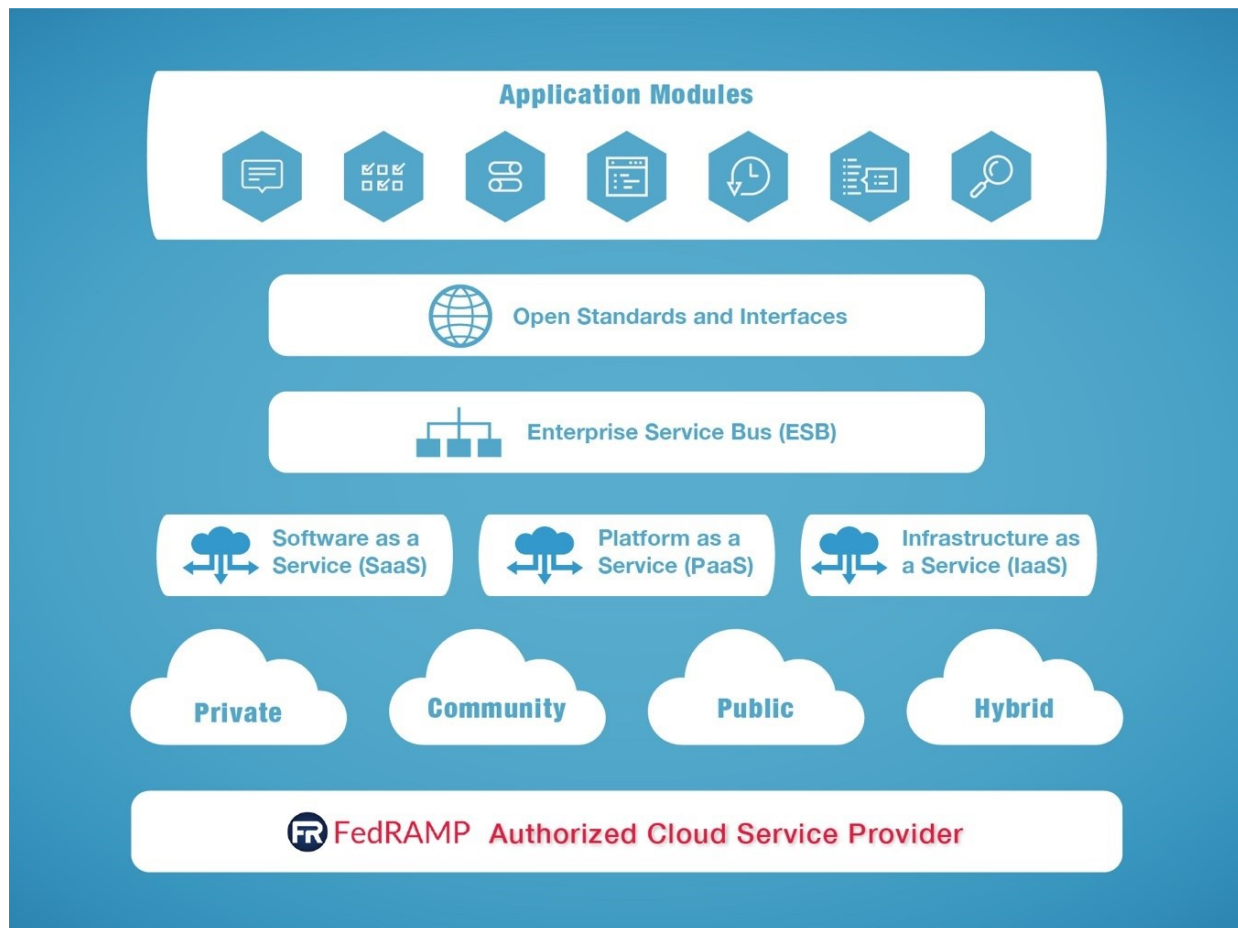 Application Modules
Open Standards and Interfaces
Enterprise Service Bus (ESB)
Software as a
Service (SaaS)
Platform as a
Service (PaaS)
Infrastructure as
a Service (IaaS)
Private
Community
Public
Hybrid
FR FedRAMP Authorized Cloud Service Provider